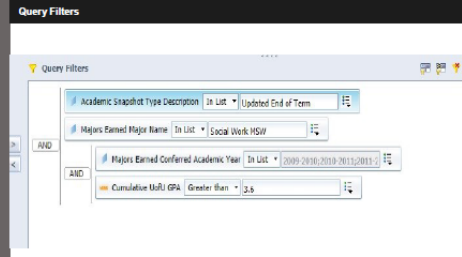 Query Filters
Query Filters
Academic Snapshot Type Description In List Updated End of Term
Majors Earned Major Name In List Social Work MSW
AND
Majors Earned Conferred Academic Year In List 2009-2010;2010-2011;2011-2
AND
Cumulative UofU GPA Greater than 3.6